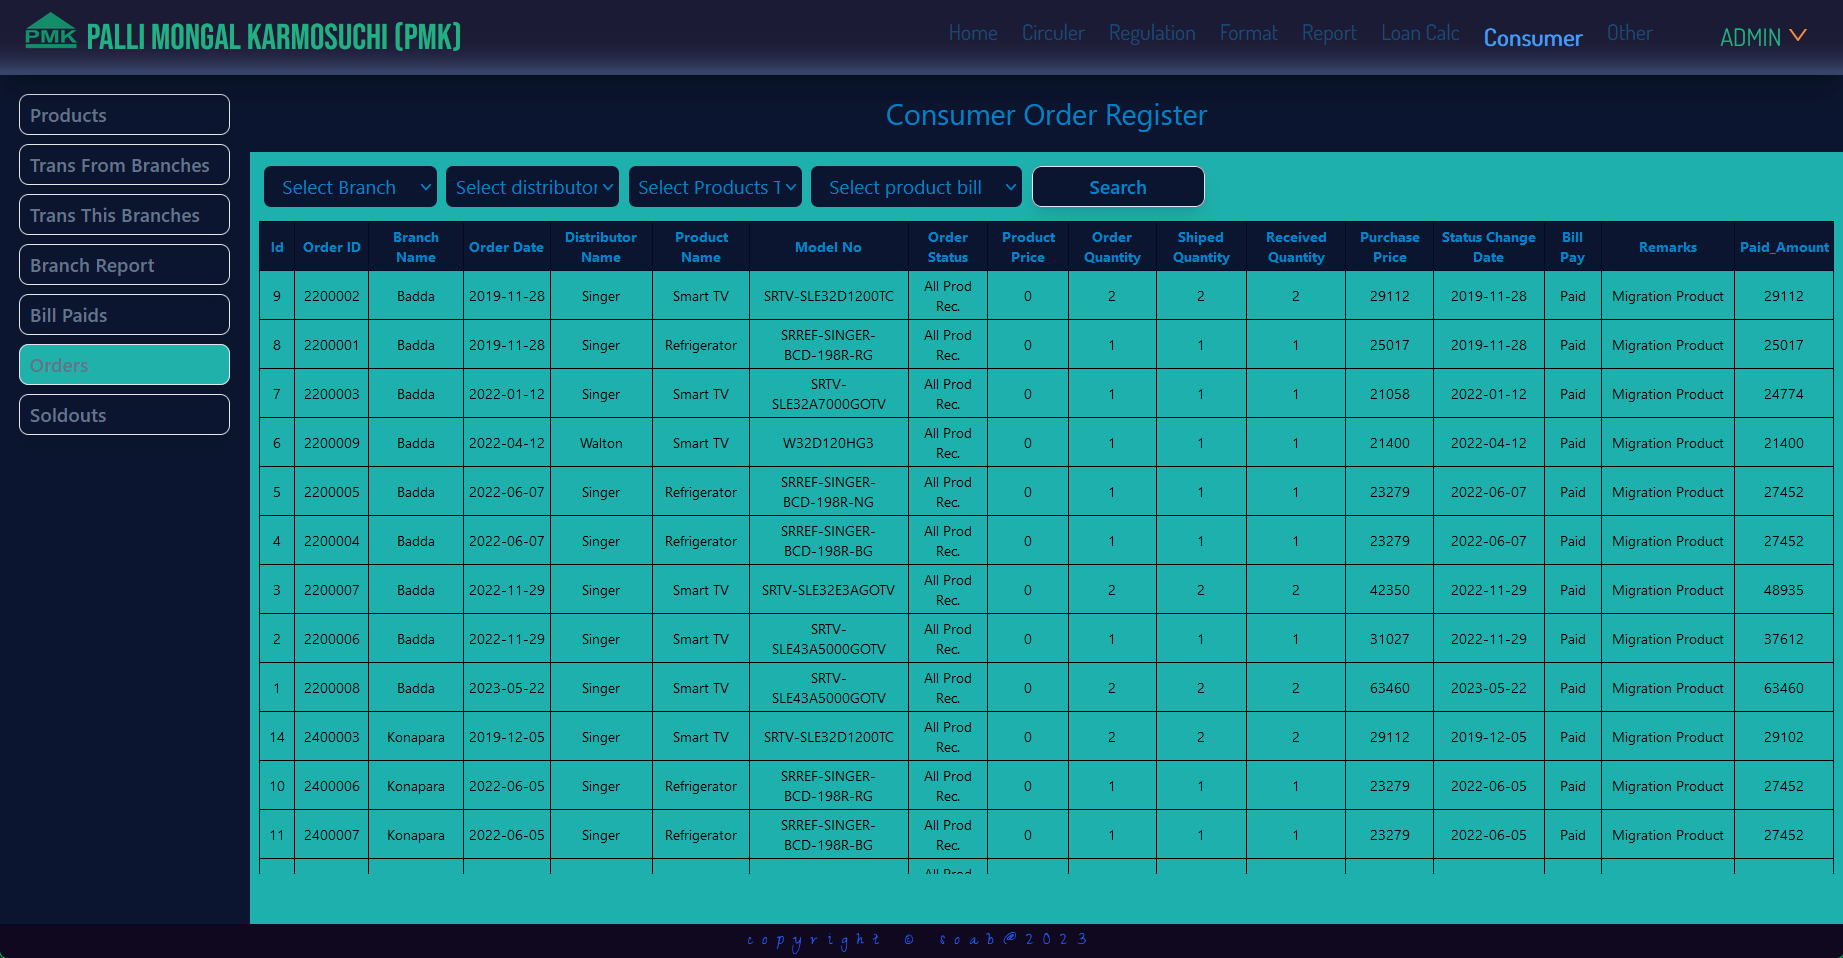 PMK PALLI MONGAL KARMOSUCHI (PMK) Home Circuler Regulation Format Report Loan Calc Consumer Other ADMIN
Products
Trans From Branches
Trans This Branches
Branch Report
Bill Paids
Orders
Soldouts
Consumer Order Register
Select Branch Select distributor Select Products T Select product bill Search
Id Order ID Branch Name Order Date Distributor Name Product Name Model No Order Status Product Price Order Quantity Shiped Quantity Received Quantity Purchase Price Status Change Date Bill Pay Remarks Paid_Amount
9 2200002 Badda 2019-11-28 Singer Smart TV SRTV-SLE32D1200TC All Prod Rec. 0 2 2 2 29112 2019-11-28 Paid Migration Product 29112
8 2200001 Badda 2019-11-28 Singer Refrigerator SRREF-SINGER-BCD-198R-RG All Prod Rec. 0 1 1 1 25017 2019-11-28 Paid Migration Product 25017
7 2200003 Badda 2022-01-12 Singer Smart TV SRTV-SLE32A7000GOTV All Prod Rec. 0 1 1 1 21058 2022-01-12 Paid Migration Product 24774
6 2200009 Badda 2022-04-12 Walton Smart TV W32D120HG3 All Prod Rec. 0 1 1 1 21400 2022-04-12 Paid Migration Product 21400
5 2200005 Badda 2022-06-07 Singer Refrigerator SRREF-SINGER-BCD-198R-NG All Prod Rec. 0 1 1 1 23279 2022-06-07 Paid Migration Product 27452
4 2200004 Badda 2022-06-07 Singer Refrigerator SRREF-SINGER-BCD-198R-BG All Prod Rec. 0 1 1 1 23279 2022-06-07 Paid Migration Product 27452
3 2200007 Badda 2022-11-29 Singer Smart TV SRTV-SLE32E3AGOTV All Prod Rec. 0 2 2 2 42350 2022-11-29 Paid Migration Product 48935
2 2200006 Badda 2022-11-29 Singer Smart TV SRTV-SLE43A5000GOTV All Prod Rec. 0 1 1 1 31027 2022-11-29 Paid Migration Product 37612
1 2200008 Badda 2023-05-22 Singer Smart TV SRTV-SLE43A5000GOTV All Prod Rec. 0 2 2 2 63460 2023-05-22 Paid Migration Product 63460
14 2400003 Konapara 2019-12-05 Singer Smart TV SRTV-SLE32D1200TC All Prod Rec. 0 2 2 2 29112 2019-12-05 Paid Migration Product 29102
10 2400006 Konapara 2022-06-05 Singer Refrigerator SRREF-SINGER-BCD-198R-RG All Prod Rec. 0 1 1 1 23279 2022-06-05 Paid Migration Product 27452
11 2400007 Konapara 2022-06-05 Singer Refrigerator SRREF-SINGER-BCD-198R-BG All Prod Rec. 0 1 1 1 23279 2022-06-05 Paid Migration Product 27452
All Prod
copyright © soab@2023